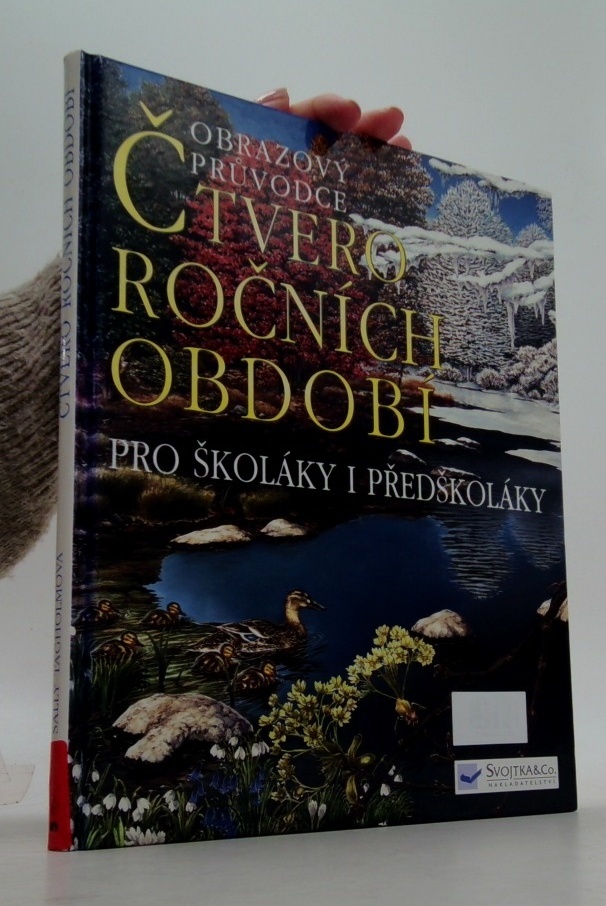 OBRAZOVÝ
PRŮVODCE
ČTVERO
ROČNÍCH
OBDOBÍ
PRO ŠKOLÁKY I PŘEDŠKOLÁKY
SVOJTKA&CO.
NAKLADATELSTVÍ
ČTVERO ROČNÍCH OBDOBÍ
SALLY TAGHOLMOVÁ